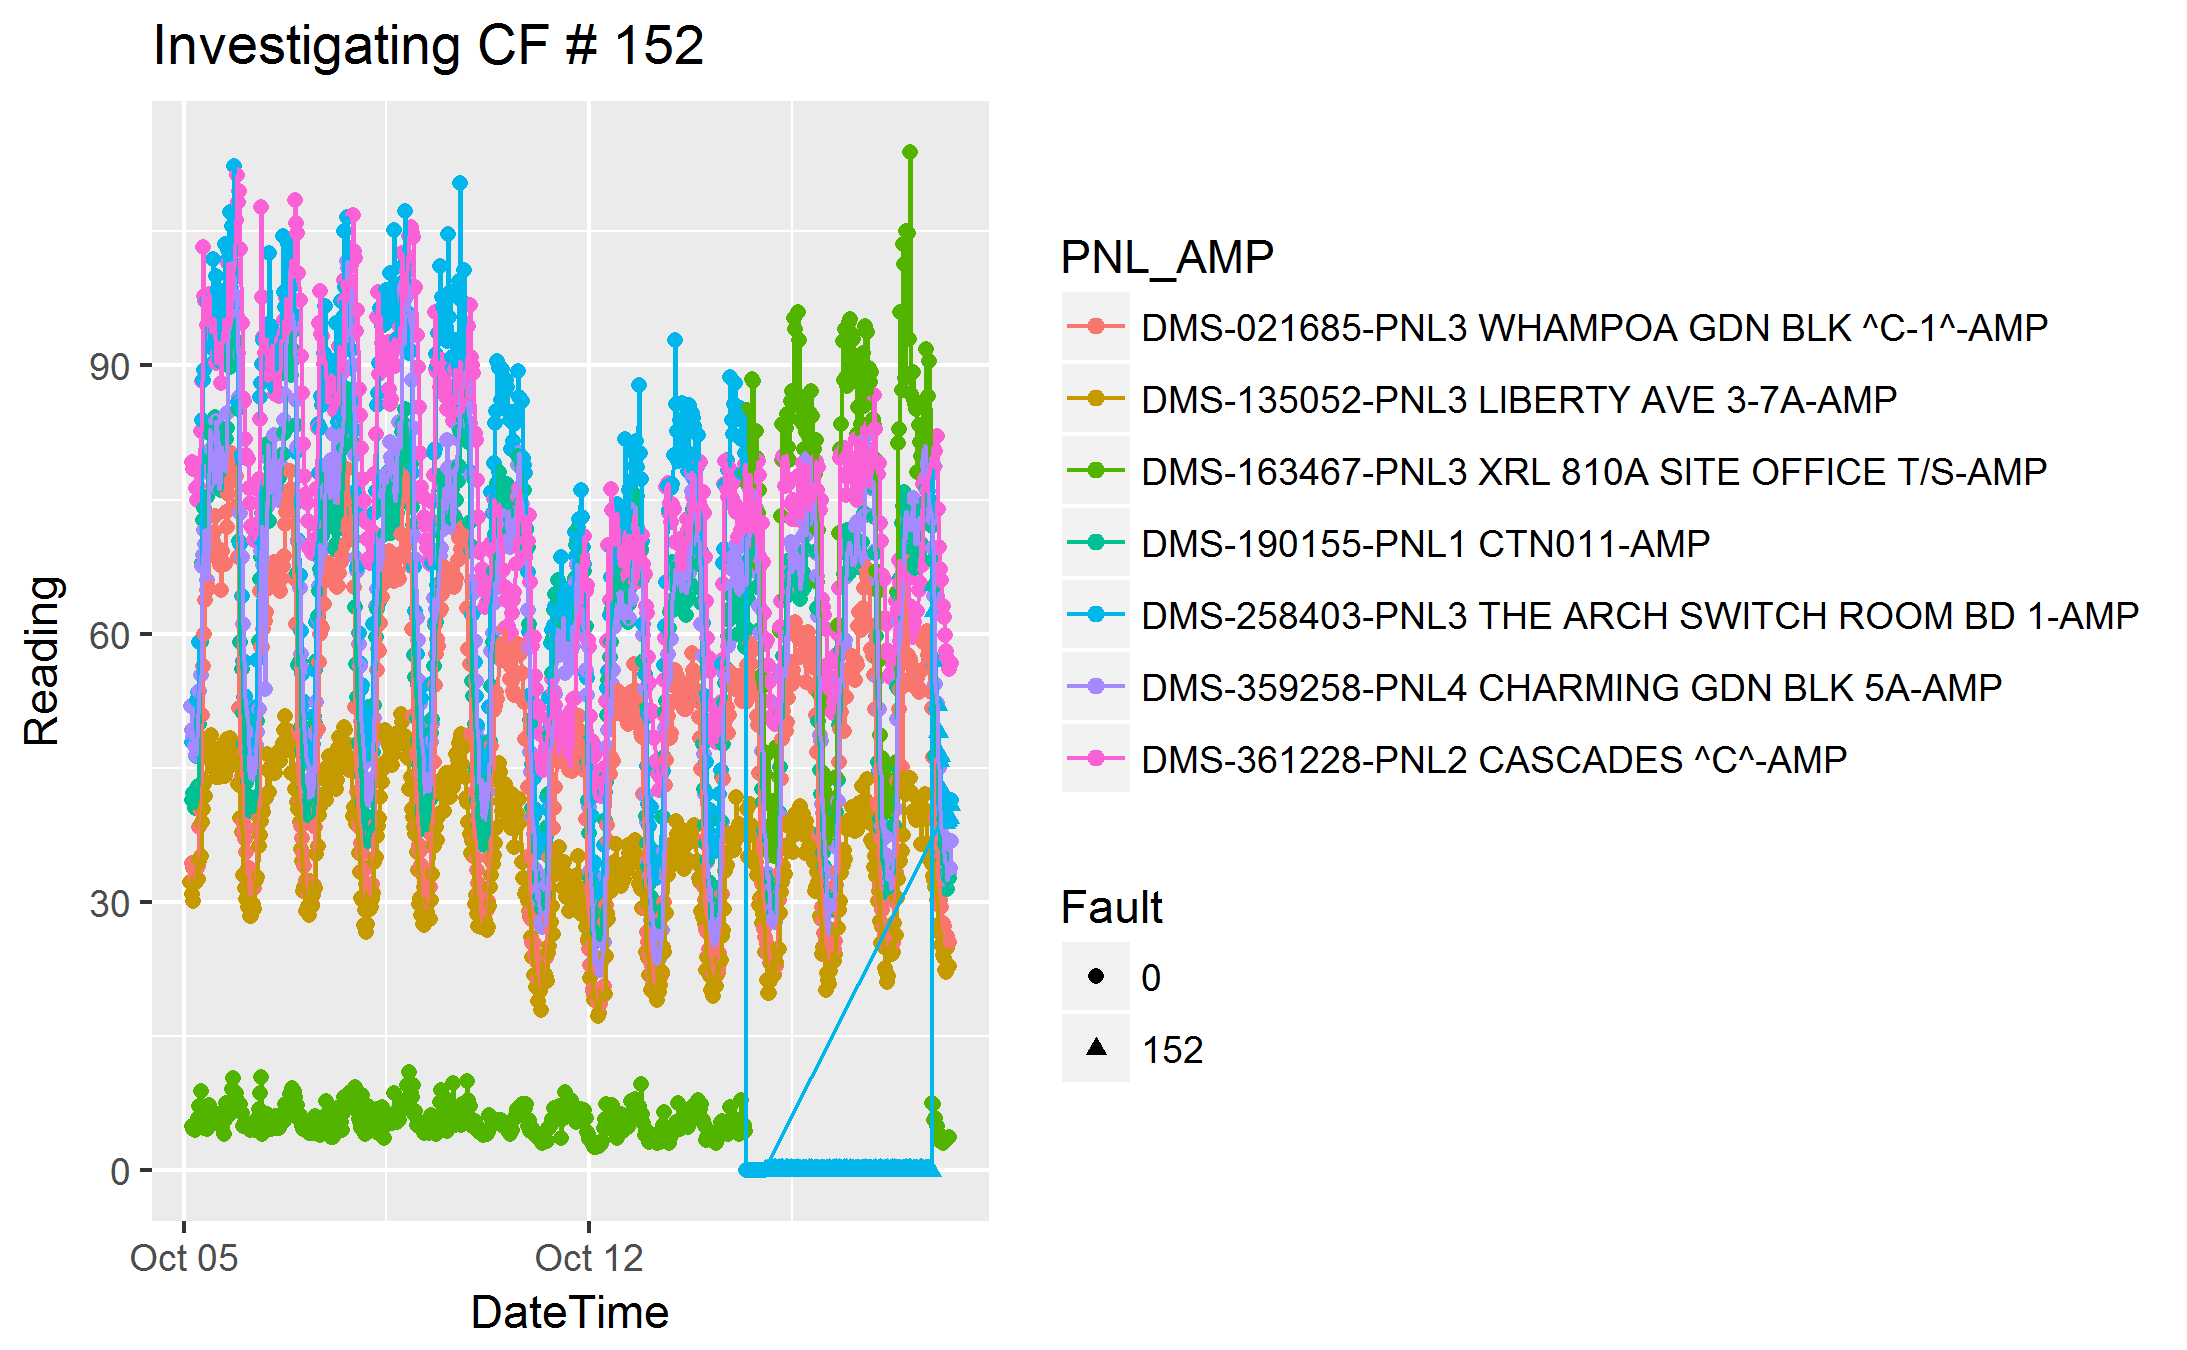 Investigating CF # 152
Reading
90
60
30
0
Oct 05
Oct 12
DateTime
PNL_AMP
DMS-021685-PNL3 WHAMPOA GDN BLK ^C-1^-AMP
DMS-135052-PNL3 LIBERTY AVE 3-7A-AMP
DMS-163467-PNL3 XRL 810A SITE OFFICE T/S-AMP
DMS-190155-PNL1 CTN011-AMP
DMS-258403-PNL3 THE ARCH SWITCH ROOM BD 1-AMP
DMS-359258-PNL4 CHARMING GDN BLK 5A-AMP
DMS-361228-PNL2 CASCADES ^C^-AMP
Fault
0
152